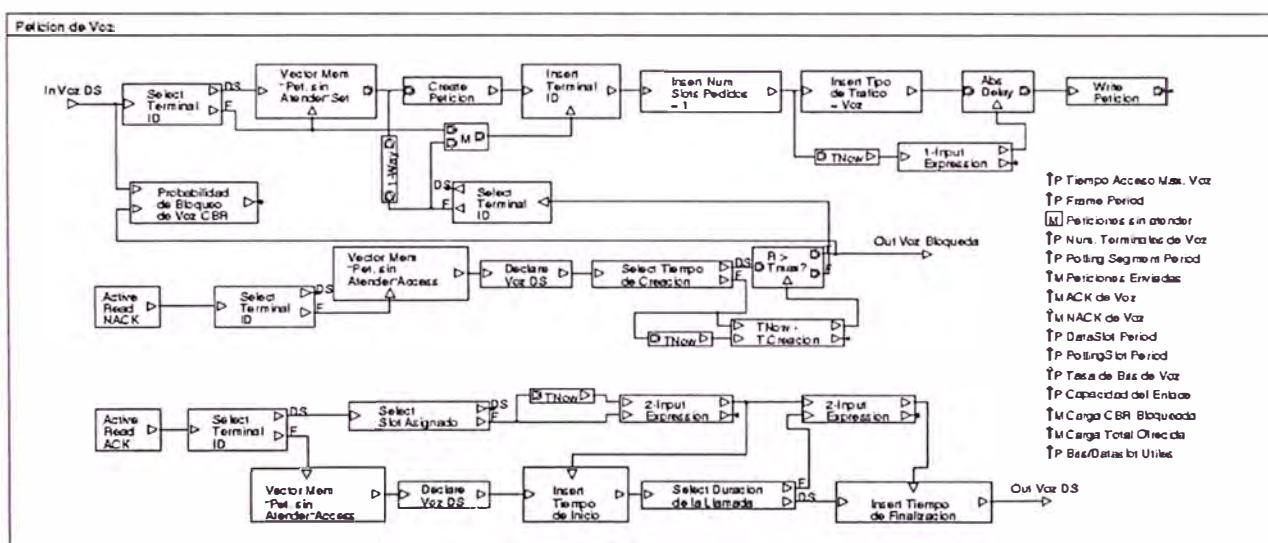 Peticion de Voz
In Voz DS
Select
Terminal
ID
DS
F
Vector Mem
"Pet. sin
Atender" Set
Create
Peticion
Insert
Terminal
ID
Insert Num
Slots Pedidos
= 1
Insert Tipo
de Trafico
= Voz
Abs
Delay
Write
Peticion
M
1-Way
TNow
1-Input
Expression
Probabilidad
de Bloqueo
de Voz CBR
DS
F
Select
Terminal
ID
Out Voz Bloqueda
Active
Read
NACK
Select
Terminal
ID
DS
F
Vector Mem
"Pet. sin
Atender" Access
Declare
Voz DS
Select Tiempo
de Creacion
DS
F
R >
Tmax?
TNow
TNow -
T.Creacion
↑P Tiempo Acceso Max. Voz
↑P Frame Period
M Peticiones sin atender
↑P Num. Terminales de Voz
↑P Polling Segment Period
↑M Peticiones Enviadas
↑M ACK de Voz
↑M NACK de Voz
↑P DataSlot Period
↑P PollingSlot Period
↑P Tasa de Bits de Voz
↑P Capacidad del Enlace
↑M Carga CBR Bloqueada
↑M Carga Total Ofrecida
↑P Bits/Dataslot Utiles
Active
Read
ACK
Select
Terminal
ID
DS
F
Select
Slot Asignado
DS
F
TNow
2-Input
Expression
2-Input
Expression
Vector Mem
"Pet. sin
Atender" Access
Declare
Voz DS
Insert
Tiempo
de Inicio
Select Duracion
de la Llamada
F
DS
Insert Tiempo
de Finalizacion
Out Voz DS